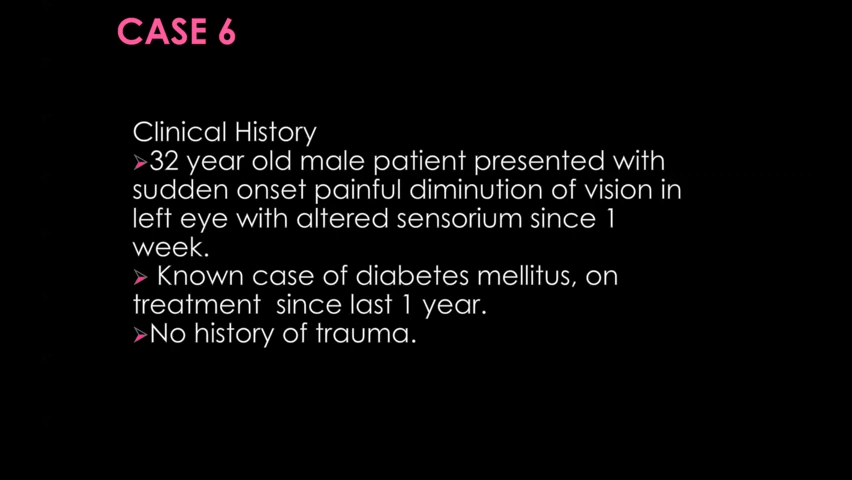 CASE 6
Clinical History
➢32 year old male patient presented with
sudden onset painful diminution of vision in
left eye with altered sensorium since 1
week.
➢ Known case of diabetes mellitus, on
treatment  since last 1 year.
➢No history of trauma.